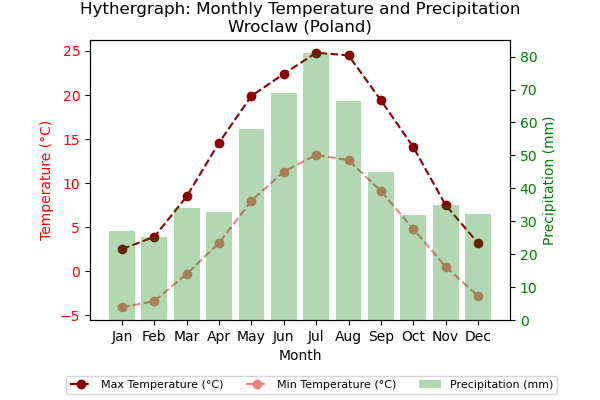 Hythergraph: Monthly Temperature and Precipitation
Wroclaw (Poland)
25
20
15
10
5
0
−5
Temperature (°C)
80
70
60
50
40
30
20
10
0
Precipitation (mm)
Jan Feb Mar Apr May Jun Jul Aug Sep Oct Nov Dec
Month
Max Temperature (°C) Min Temperature (°C) Precipitation (mm)